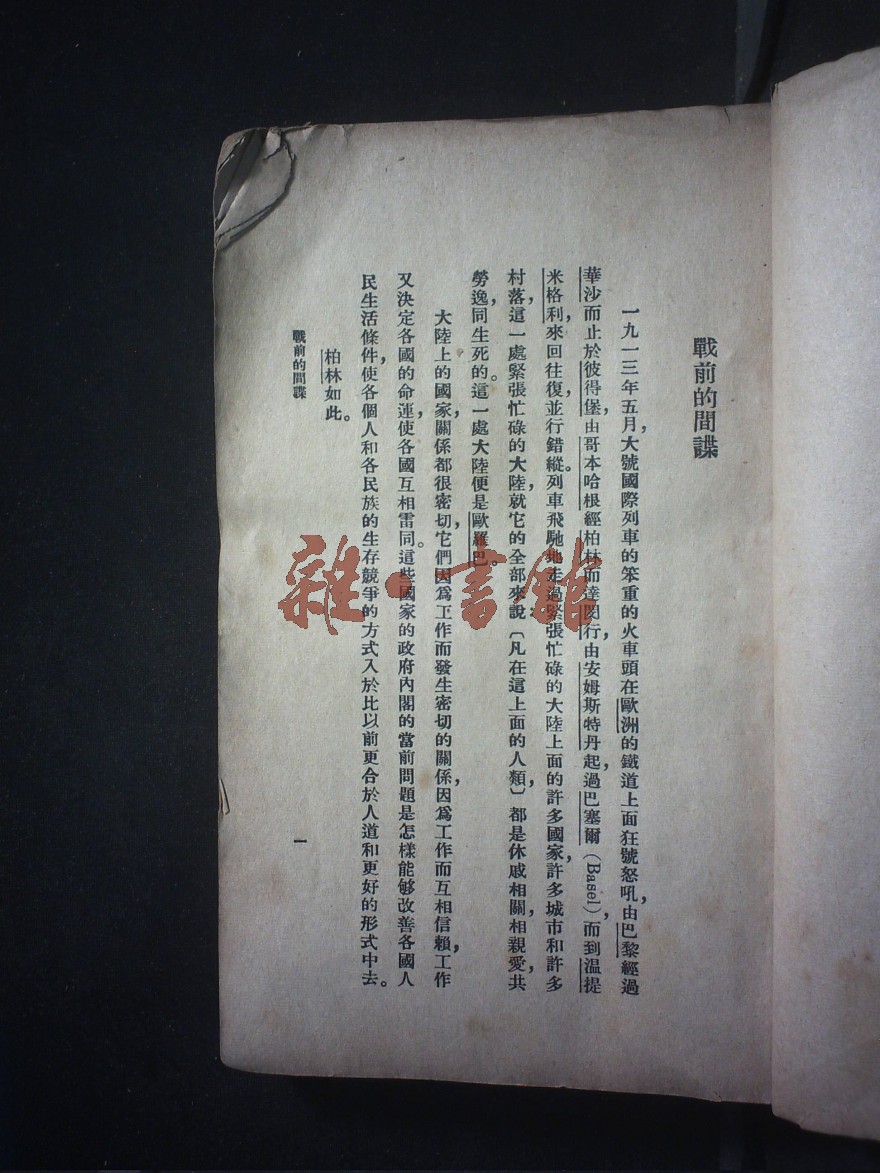 戰前的間諜
一九一三年五月，大號國際列車的笨重的火車頭在歐洲的鐵道上面狂號怒吼，由巴黎經過
華沙而止於彼得堡，由哥本哈根經柏林而達閔行，由安姆斯特丹起過巴塞爾（Basel），而到温提
米格利，來回往復，並行錯縱。列車飛馳地走過緊張忙碌的大陸上面的許多國家，許多城市和許多
村落，這一處緊張忙碌的大陸，就它的全部來說〔凡在這上面的人類〕，都是休戚相關，相親愛，共
勞逸，同生死的。這一處大陸便是歐羅巴。
大陸上的國家，關係都很密切，它們因爲工作而發生密切的關係，因爲工作而互相信賴，工作
又決定各國的命運，使各國互相雷同。這些國家的政府內閣的當前問題是怎樣能够改善各國人
民生活條件，使各個人和各民族的生存競爭的方式入於比以前更合於人道和更好的形式中去。
柏林如此。
戰前的間諜
一
雜·書館